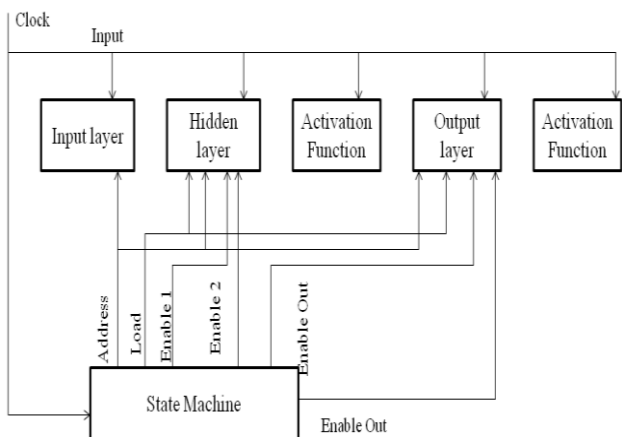 Clock
Input
Input layer
Hidden
layer
Activation
Function
Output
layer
Activation
Function
Address
Load
Enable 1
Enable 2
Enable Out
State Machine
Enable Out